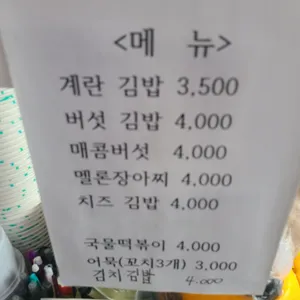 <메 뉴>
계란 김밥 3,500
버섯 김밥 4,000
매콤버섯 4,000
멜론장아찌 4,000
치즈 김밥 4,000
국물떡볶이 4,000
어묵(꼬치3개) 3,000
겸치 김밥 4.000